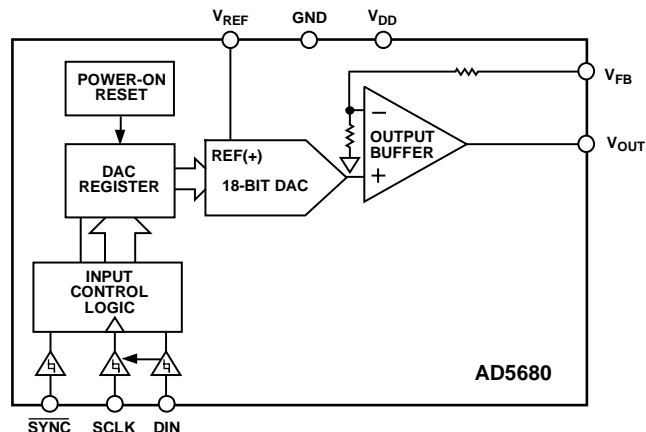 VREF GND VDD
POWER-ON
RESET
VFB
REF(+)
OUTPUT
BUFFER
VOUT
DAC
REGISTER
18-BIT DAC
INPUT
CONTROL
LOGIC
AD5680
SYNC SCLK DIN